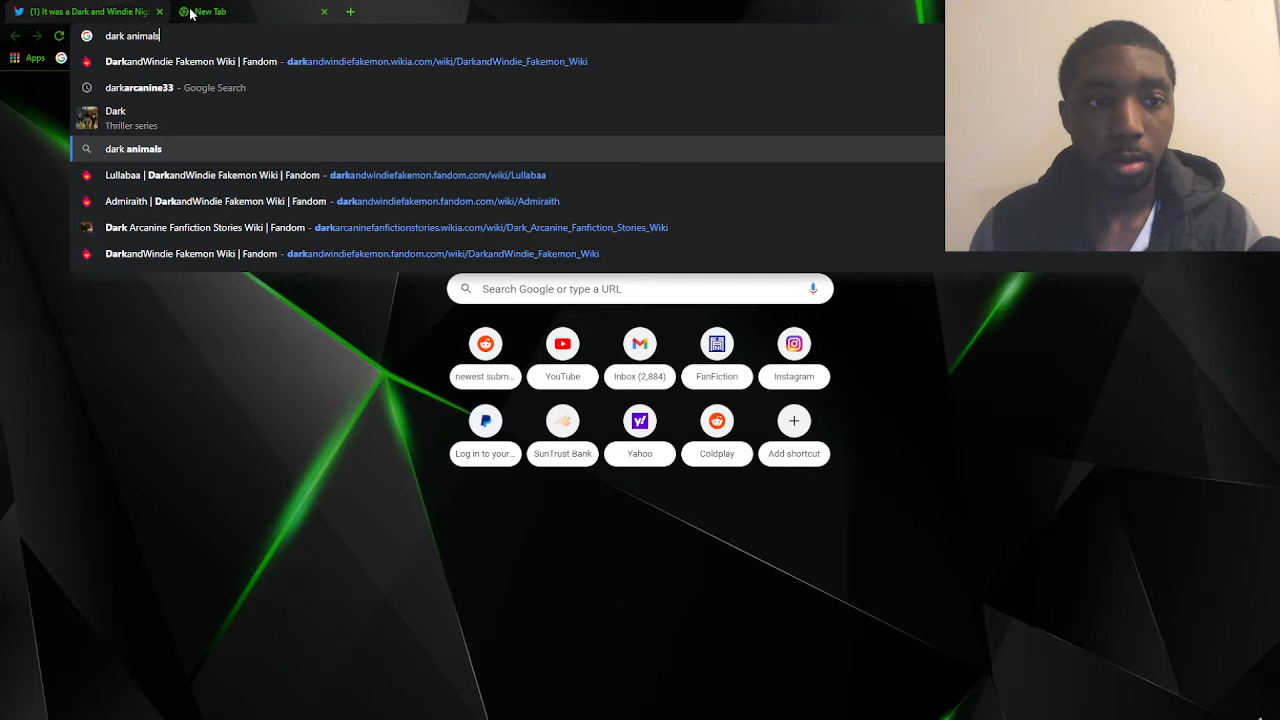 (1) It was a Dark and Windie Nig
New Tab
dark animals
Apps
DarkandWindie Fakemon Wiki | Fandom - darkandwindiefakemon.wikia.com/wiki/DarkandWindie_Fakemon_Wiki
darkarcanine33 - Google Search
Dark
Thriller series
dark animals
Lullabaa | DarkandWindie Fakemon Wiki | Fandom - darkandwindiefakemon.fandom.com/wiki/Lullabaa
Admiraith | DarkandWindie Fakemon Wiki | Fandom - darkandwindiefakemon.fandom.com/wiki/Admiraith
Dark Arcanine Fanfiction Stories Wiki | Fandom - darkarcaninefanfictionstories.wikia.com/wiki/Dark_Arcanine_Fanfiction_Stories_Wiki
DarkandWindie Fakemon Wiki | Fandom - darkandwindiefakemon.fandom.com/wiki/DarkandWindie_Fakemon_Wiki
Search Google or type a URL
newest subm... YouTube Inbox (2,884) FanFiction Instagram
Log in to your... SunTrust Bank Yahoo Coldplay Add shortcut